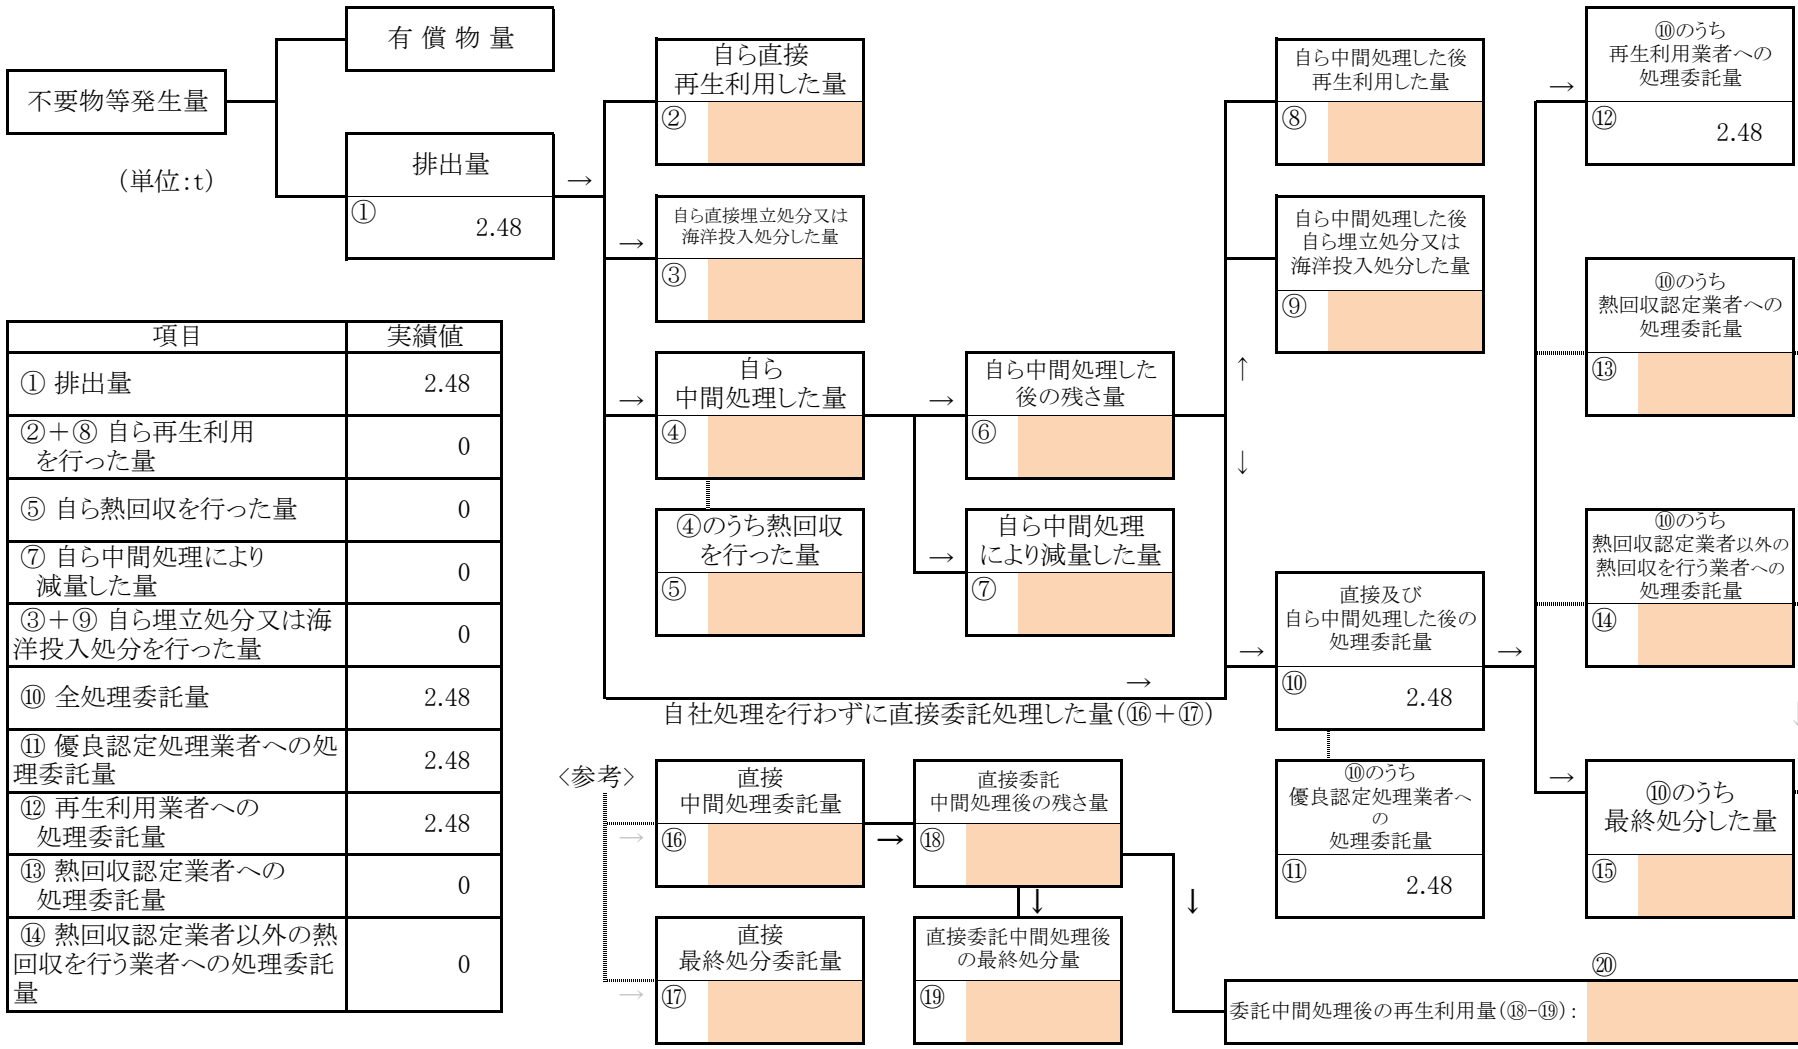 有償物量
不要物等発生量
(単位:t)
排出量
①
2.48
→
自ら直接
再生利用した量
②
→
自ら直接埋立処分又は
海洋投入処分した量
③
→
自ら
中間処理した量
④
④のうち熱回収
を行った量
⑤
→
自ら中間処理した
後の残さ量
⑥
→
自ら中間処理
により減量した量
⑦
自ら中間処理した後
再生利用した量
⑧
自ら中間処理した後
自ら埋立処分又は
海洋投入処分した量
⑨
↑
↓
→
自社処理を行わずに直接委託処理した量(⑯+⑰)
→
直接及び
自ら中間処理した後の
処理委託量
⑩
2.48
⑩のうち
優良認定処理業者へ
の
処理委託量
⑪
2.48
→
→
⑩のうち
再生利用業者への
処理委託量
⑫
2.48
⑩のうち
熱回収認定業者への
処理委託量
⑬
⑩のうち
熱回収認定業者以外の
熱回収を行う業者への
処理委託量
⑭
→
⑩のうち
最終処分した量
⑮
項目 実績値
① 排出量 2.48
②+⑧ 自ら再生利用
を行った量 0
⑤ 自ら熱回収を行った量 0
⑦ 自ら中間処理により
減量した量 0
③+⑨ 自ら埋立処分又は海
洋投入処分を行った量 0
⑩ 全処理委託量 2.48
⑪ 優良認定処理業者への処
理委託量 2.48
⑫ 再生利用業者への
処理委託量 2.48
⑬ 熱回収認定業者への
処理委託量 0
⑭ 熱回収認定業者以外の熱
回収を行う業者への処理委託
量 0
<参考>
→
直接
中間処理委託量
⑯
→
直接委託
中間処理後の残さ量
⑱
↓
↓
→
直接
最終処分委託量
⑰
直接委託中間処理後
の最終処分量
⑲
⑳
委託中間処理後の再生利用量(⑱-⑲):